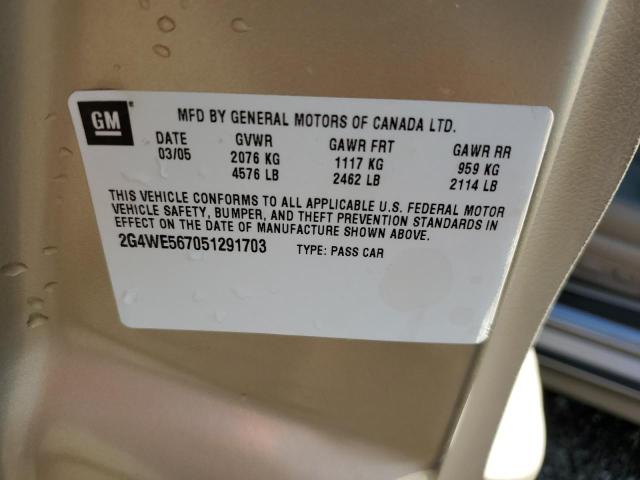 GM
MFD BY GENERAL MOTORS OF CANADA LTD.
DATE GVWR GAWR FRT GAWR RR
03/05 2076 KG 1117 KG 959 KG
4576 LB 2462 LB 2114 LB
THIS VEHICLE CONFORMS TO ALL APPLICABLE U.S. FEDERAL MOTOR
VEHICLE SAFETY, BUMPER, AND THEFT PREVENTION STANDARDS IN
EFFECT ON THE DATE OF MANUFACTURE SHOWN ABOVE.
2G4WE567051291703 TYPE: PASS CAR